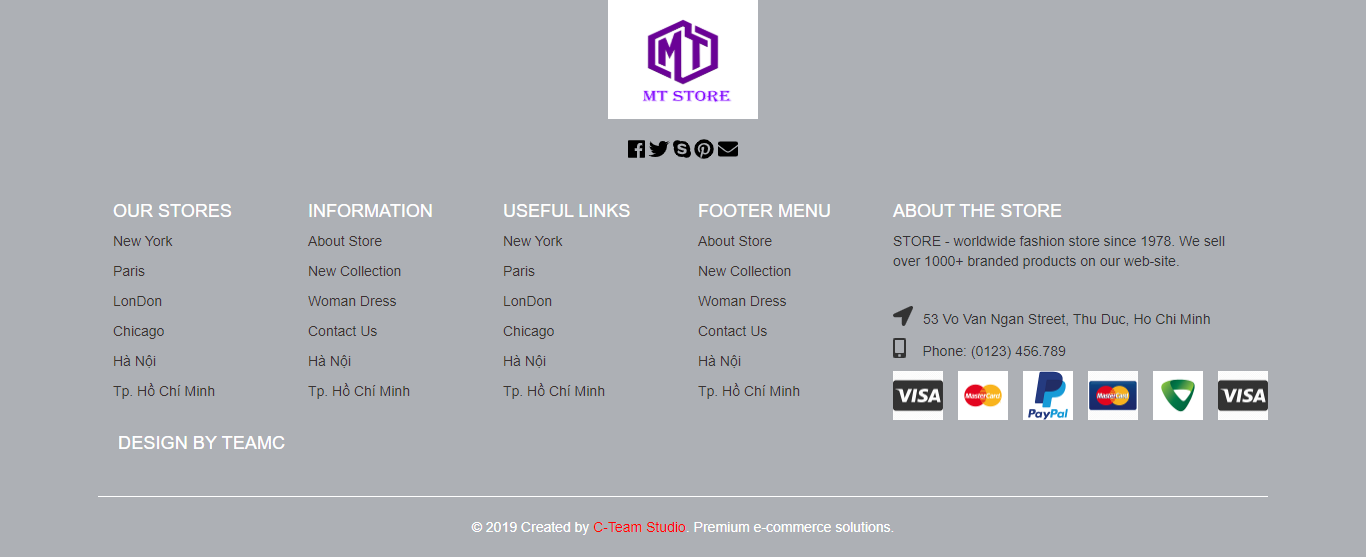 MT
MT STORE
OUR STORES
New York
Paris
LonDon
Chicago
Hà Nội
Tp. Hồ Chí Minh
INFORMATION
About Store
New Collection
Woman Dress
Contact Us
Hà Nội
Tp. Hồ Chí Minh
USEFUL LINKS
New York
Paris
LonDon
Chicago
Hà Nội
Tp. Hồ Chí Minh
FOOTER MENU
About Store
New Collection
Woman Dress
Contact Us
Hà Nội
Tp. Hồ Chí Minh
ABOUT THE STORE
STORE - worldwide fashion store since 1978. We sell
over 1000+ branded products on our web-site.
53 Vo Van Ngan Street, Thu Duc, Ho Chi Minh
Phone: (0123) 456.789
VISA MasterCard PayPal MasterCard VISA
DESIGN BY TEAMC
© 2019 Created by C-Team Studio. Premium e-commerce solutions.